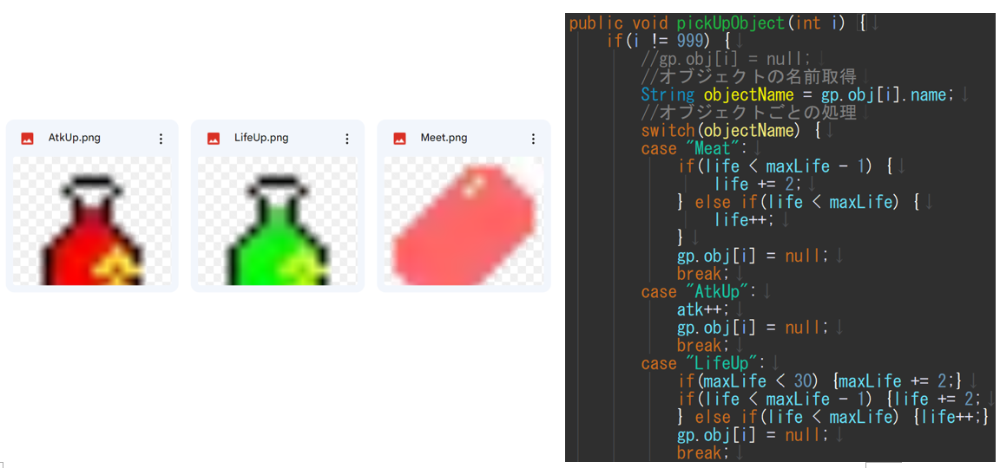 AtkUp.png
LifeUp.png
Meet.png
public void pickUpObject(int i) {↓
if(i != 999) {↓
//gp.obj[i] = null;↓
//オブジェクトの名前取得↓
String objectName = gp.obj[i].name;↓
//オブジェクトごとの処理↓
switch(objectName) {↓
case "Meat":↓
if(life < maxLife - 1) {↓
life += 2;↓
} else if(life < maxLife) {↓
life++;↓
}↓
gp.obj[i] = null;↓
break;↓
case "AtkUp":↓
atk++;↓
gp.obj[i] = null;↓
break;↓
case "LifeUp":↓
if(maxLife < 30) {maxLife += 2;}↓
if(life < maxLife - 1) {life += 2;↓
} else if(life < maxLife) {life++;}
gp.obj[i] = null;↓
break;↓